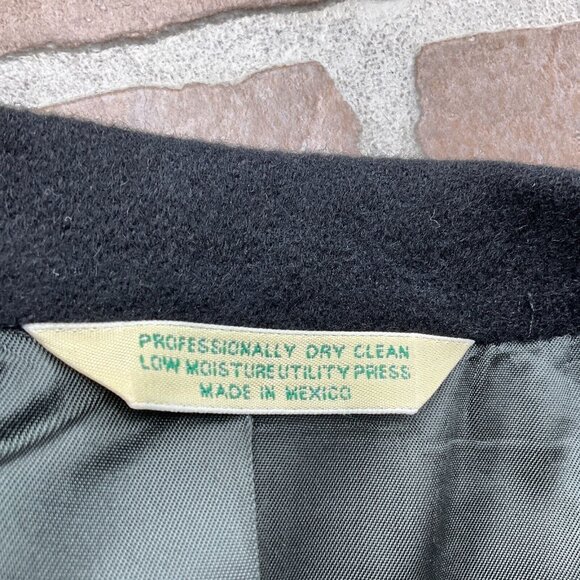 PROFESSIONALLY DRY CLEAN
LOW MOISTURE UTILITY PRESS
MADE IN MEXICO